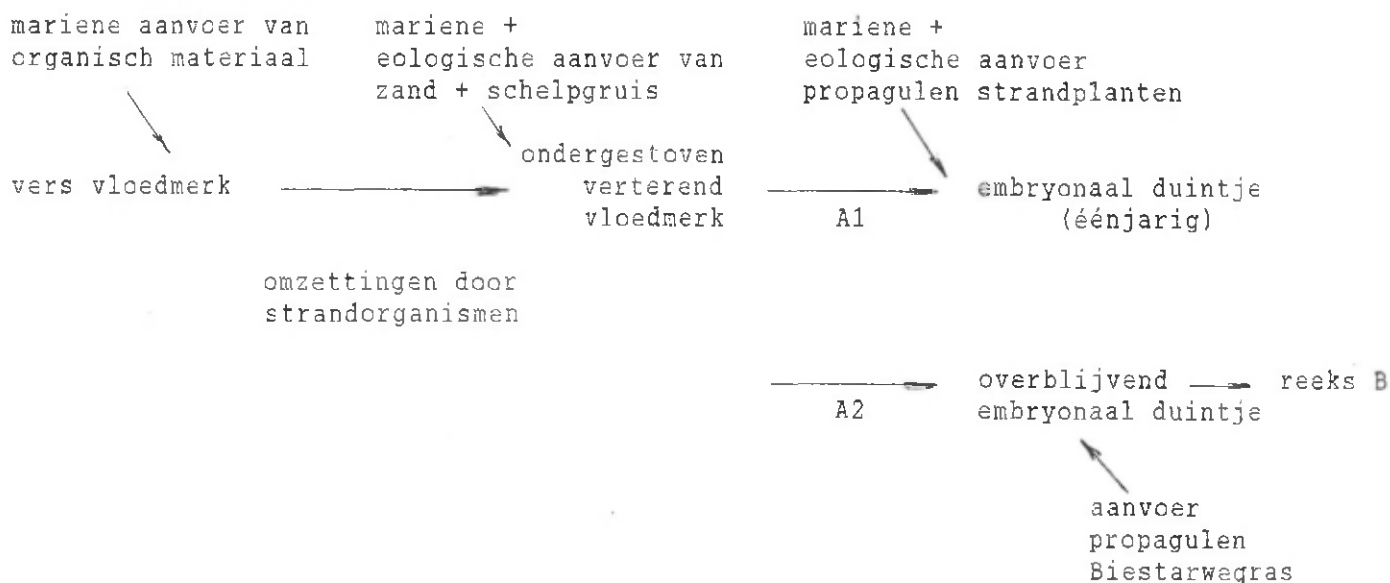 mariene aanvoer van
organisch materiaal
mariene +
eologische aanvoer van
zand + schelpgruis
mariene +
eologische aanvoer
propagulen strandplanten
vers vloedmerk
ondergestoven
verterend
vloedmerk
A1
embryonaal duintje
(éénjarig)
omzettingen door
strandorganismen
A2
overblijvend
embryonaal duintje
reeks B
aanvoer
propagulen
Biestarwegras